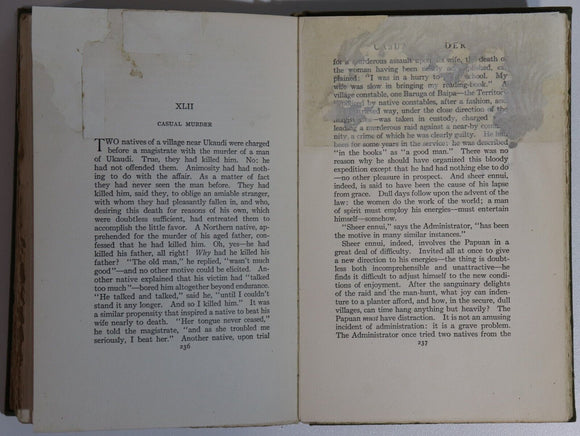 XLII
CASUAL MURDER
TWO natives of a village near Ukaudi were charged
before a magistrate with the murder of a man
of Ukaudi. True, they had killed him. No: he
had not offended them. Animosity had had noth-
ing to do with the affair. As a matter of fact
they had never seen the man before. They had
killed him, said they, to oblige an amiable stranger,
with whom they had pleasantly fallen in, and who,
desiring this death for reasons of his own, which
were doubtless sufficient, had entreated them to
accomplish the little favor. A Northern native, ap-
prehended for the murder of his aged father, con-
fessed that he had killed him. Oh, yes—he had
killed his father, all right! Why had he killed his
father? "The old man," he replied, "wasn't much
good"—and no other motive could be elicited. An-
other native explained that his victim had "talked
too much"—bored him altogether beyond endurance.
"He talked and talked," said he, "until I couldn't
stand it any longer. And so I killed him." It was
a similar propensity that inspired a native to beat his
wife nearly to death. "Her tongue never ceased,"
he told the magistrate, "and as she troubled me
seriously, I beat her." Another native, upon trial
236
CASUAL DER
for a murderous assault upon his wife, the death of
the woman having been nearly accomplished, ex-
plained: "I was in a hurry to school. My
wife was slow in bringing my reading-book." A
village constable, one Baruga of Baipa—the Territory
by native constables, after a fashion, and
way, under the close direction of the
—was taken in custody, charged
leading a murderous raid against a near-by com-
ity, a crime of which he was clearly guilty. He had
been for some years in the service: he was described
"in the books" as "a good man." There was no
reason why he should have organized this bloody
expedition except that he had had nothing else to do
—no other pleasure in prospect. And sheer ennui,
indeed, is said to have been the cause of his lapse
from grace. Dull days follow upon the advent of the
law: the women do the work of the world; a man
of spirit must employ his energies—must entertain
himself—somehow.
"Sheer ennui," says the Administrator, "has been
the motive in many similar instances."
Sheer ennui, indeed, involves the Papuan in a
great deal of difficulty. Invited all at once to give
a new direction to his energies—the thing is doubt-
less both incomprehensible and unattractive—he
finds it difficult to adjust himself to the new condi-
tions of enjoyment. After the sanguinary delights
of the raid and the man-hunt, what joy can inden-
ture to a planter afford, and how, in the secure, dull
villages, can time hang anything but heavily? The
Papuan must have distraction. It is not an amusing
incident of administration: it is a grave problem.
The Administrator once tried two natives from the
237